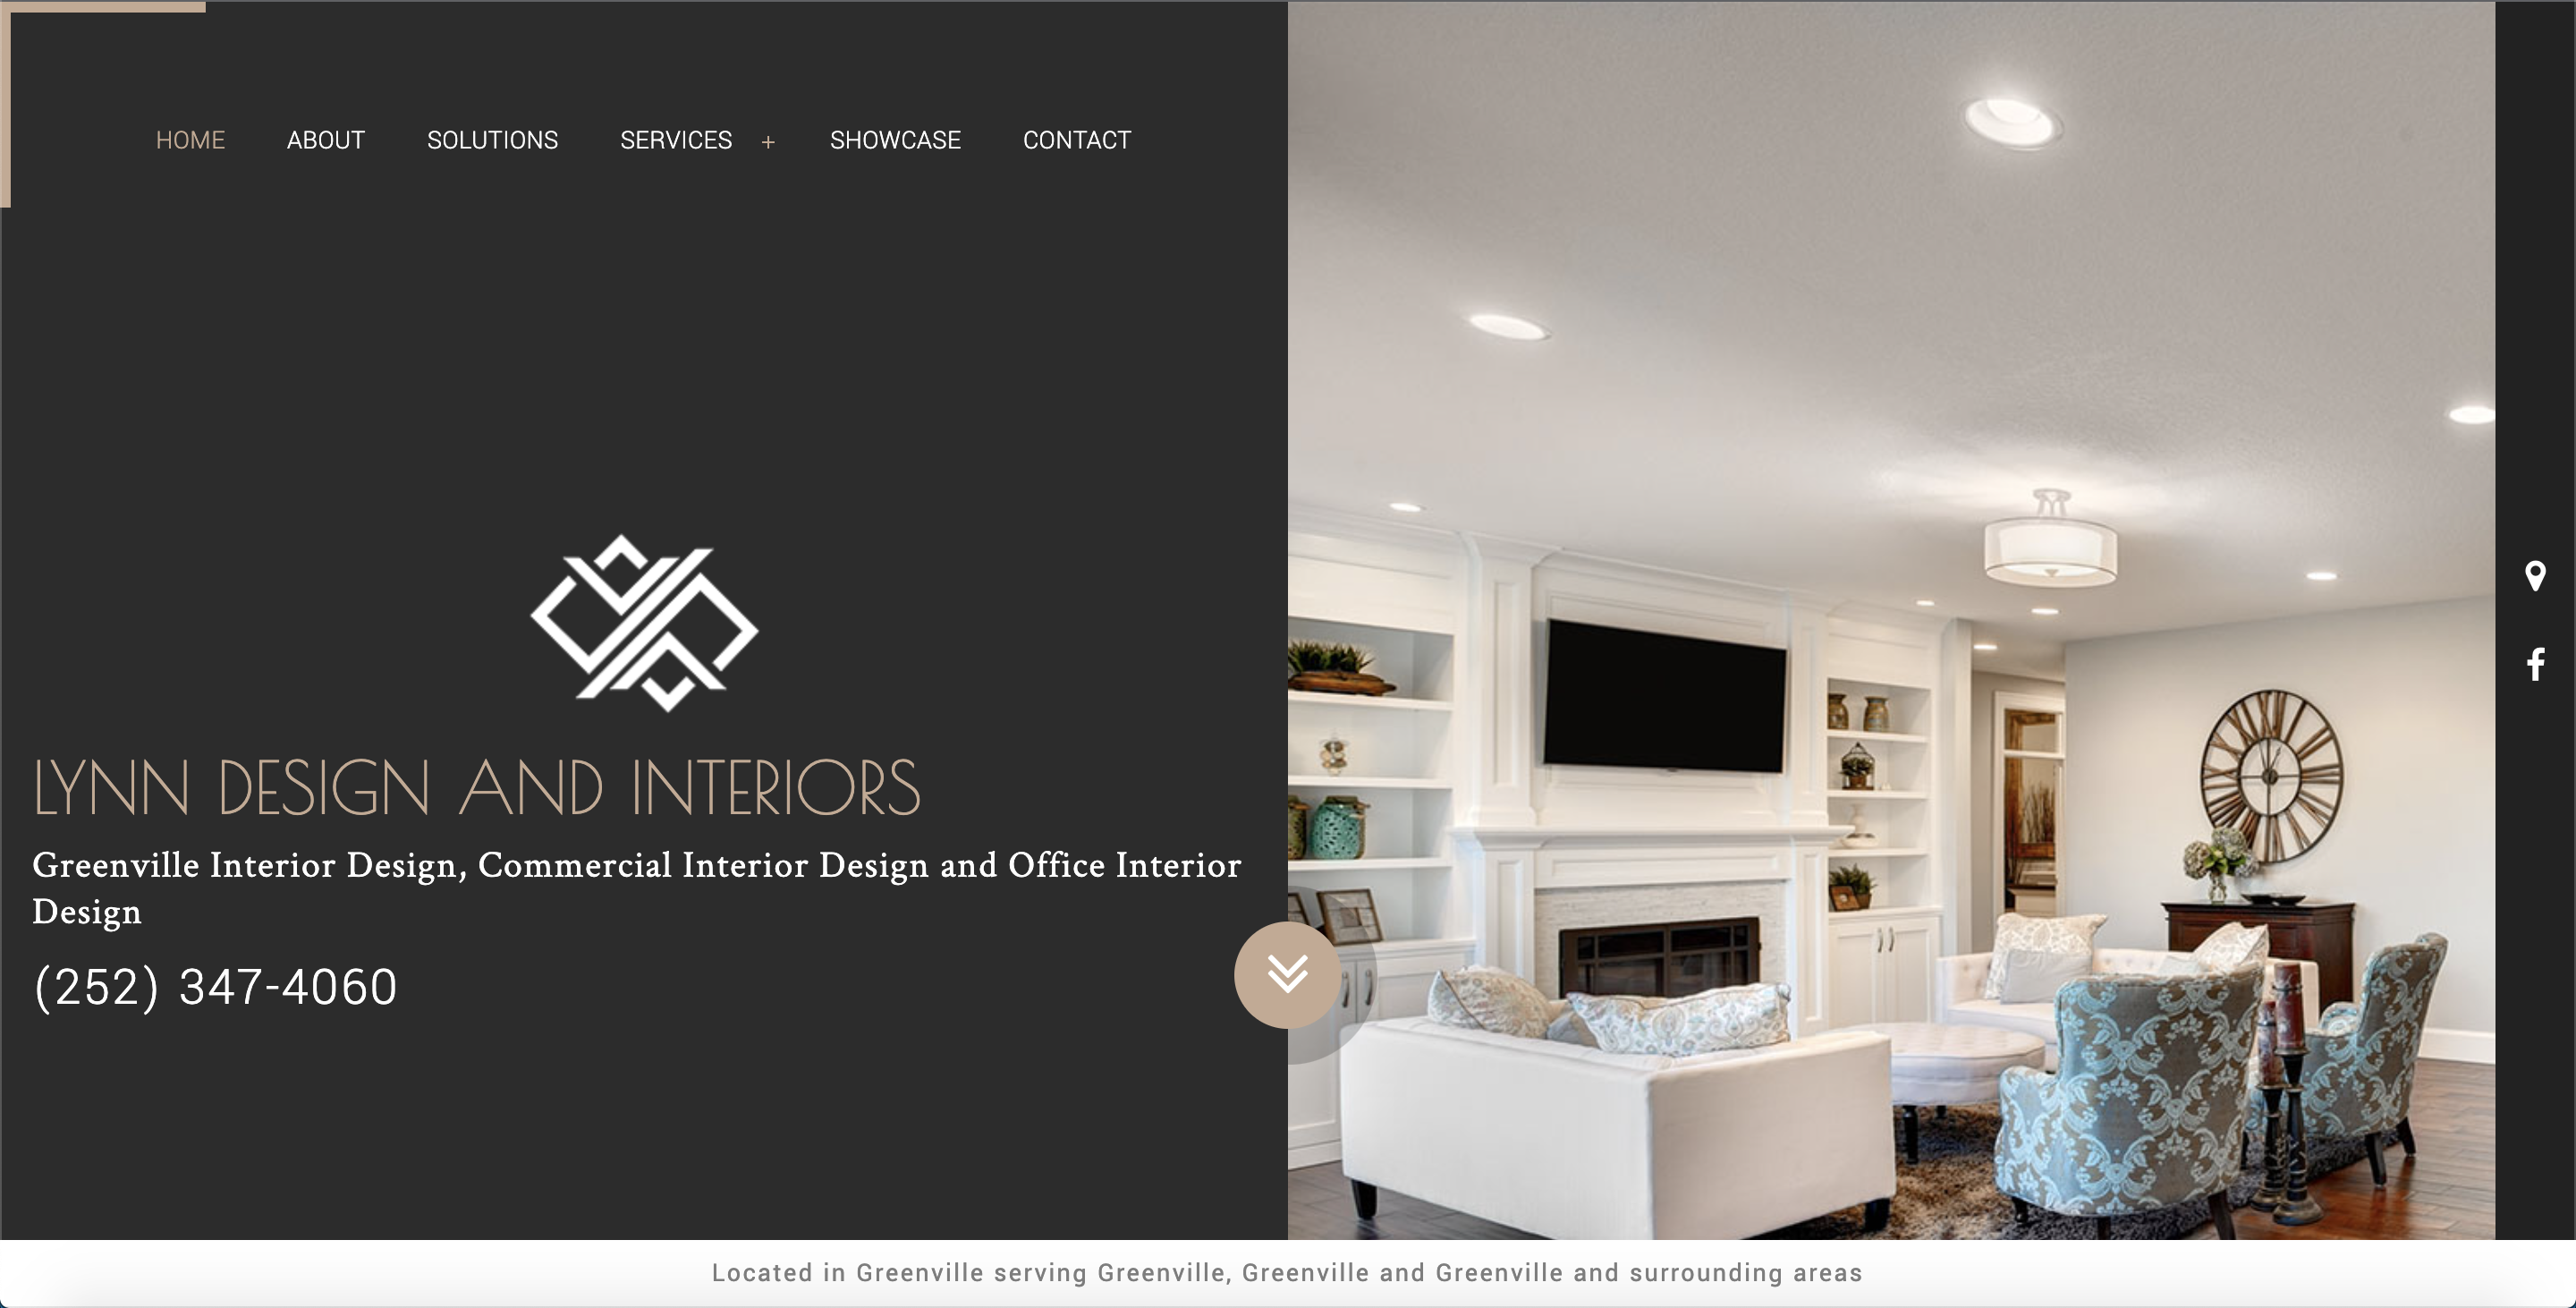 HOME ABOUT SOLUTIONS SERVICES + SHOWCASE CONTACT
LYNN DESIGN AND INTERIORS
Greenville Interior Design, Commercial Interior Design and Office Interior
Design
(252) 347-4060
Located in Greenville serving Greenville, Greenville and Greenville and surrounding areas